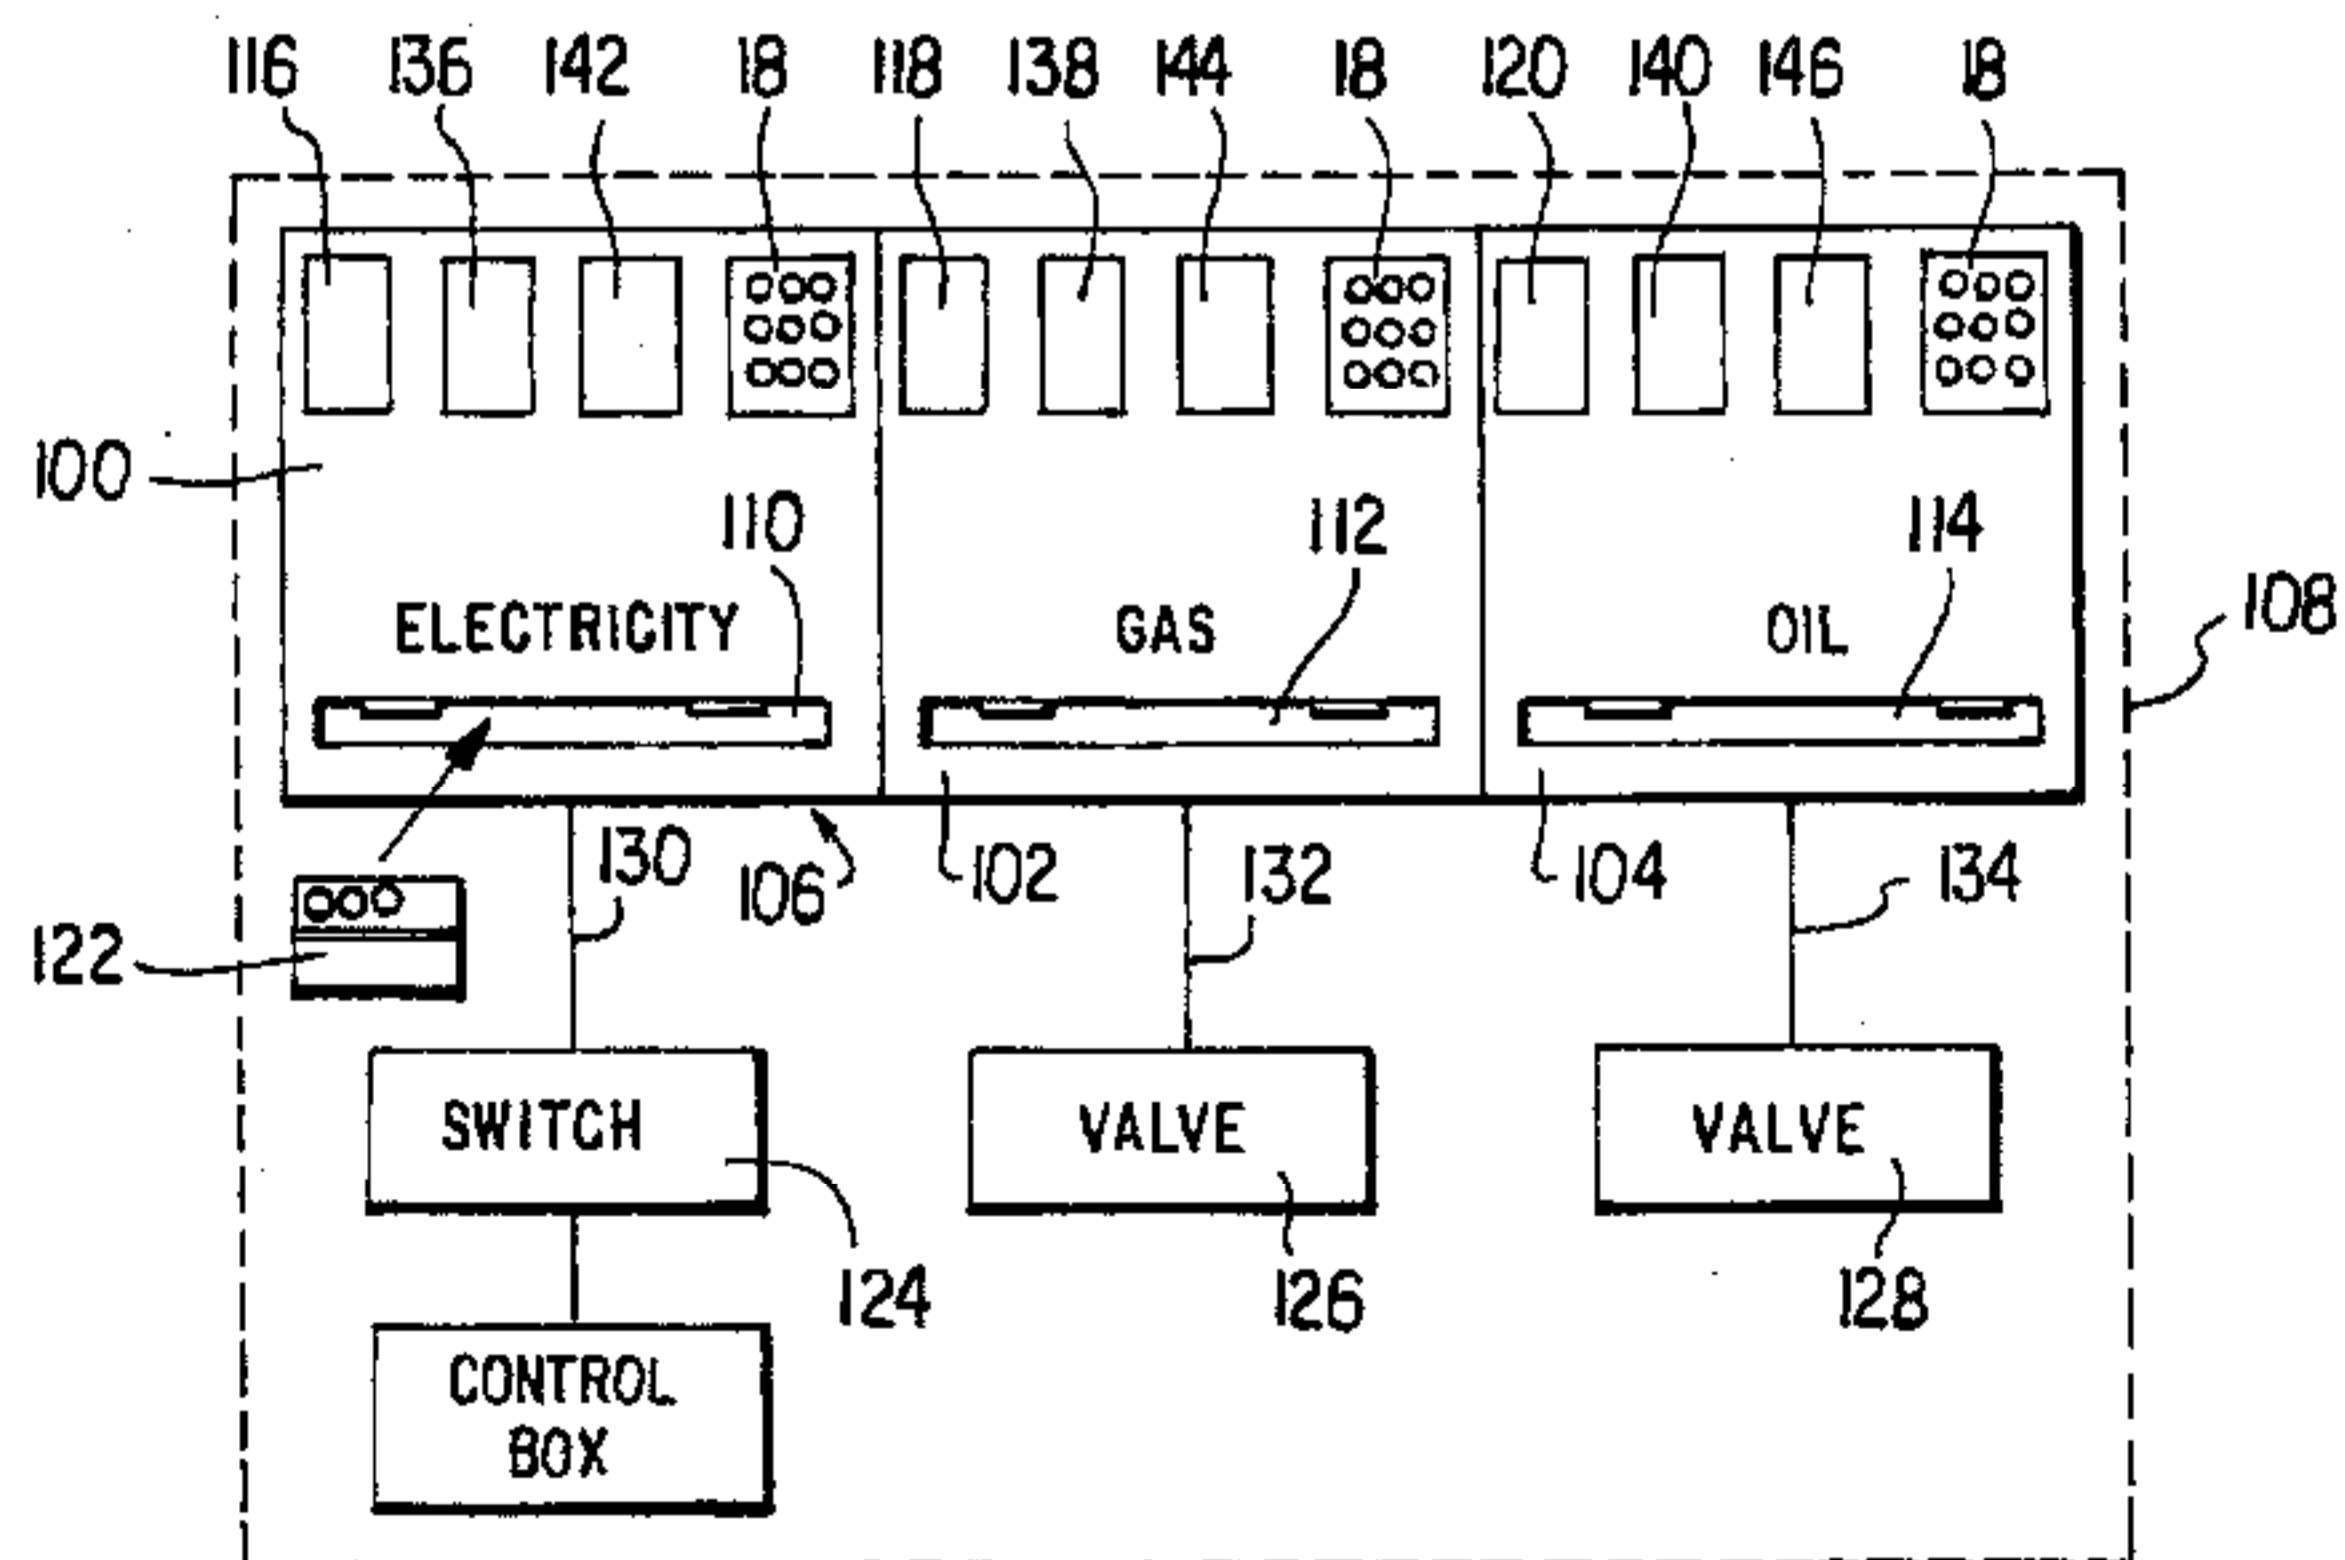 116 136 142 18 118 138 144 18 120 140 146 18
100
110 112 114
108
ELECTRICITY GAS OIL
130 106 102 132 104 134
122
SWITCH VALVE VALVE
124 126 128
CONTROL
BOX